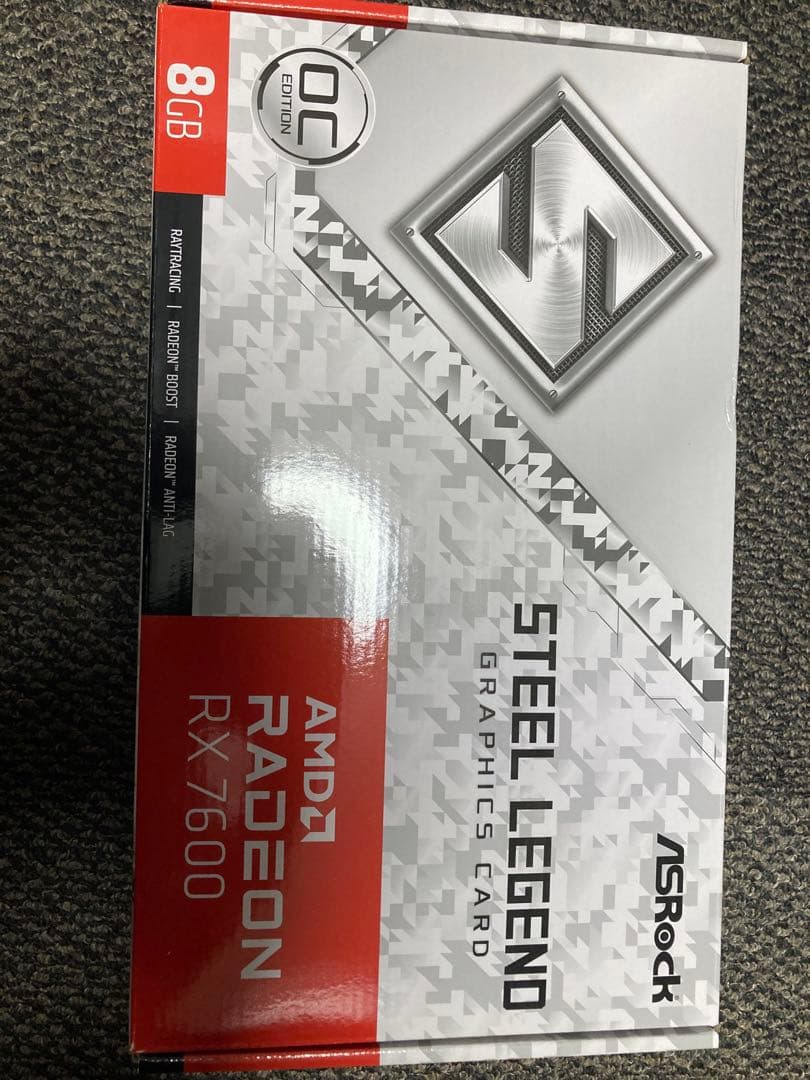 ASRock
STEEL LEGEND
GRAPHICS CARD
OC
EDITION
AMD
RADEON
RX 7600
8GB
RAYTRACING | RADEON™ BOOST | RADEON™ ANTI-LAG